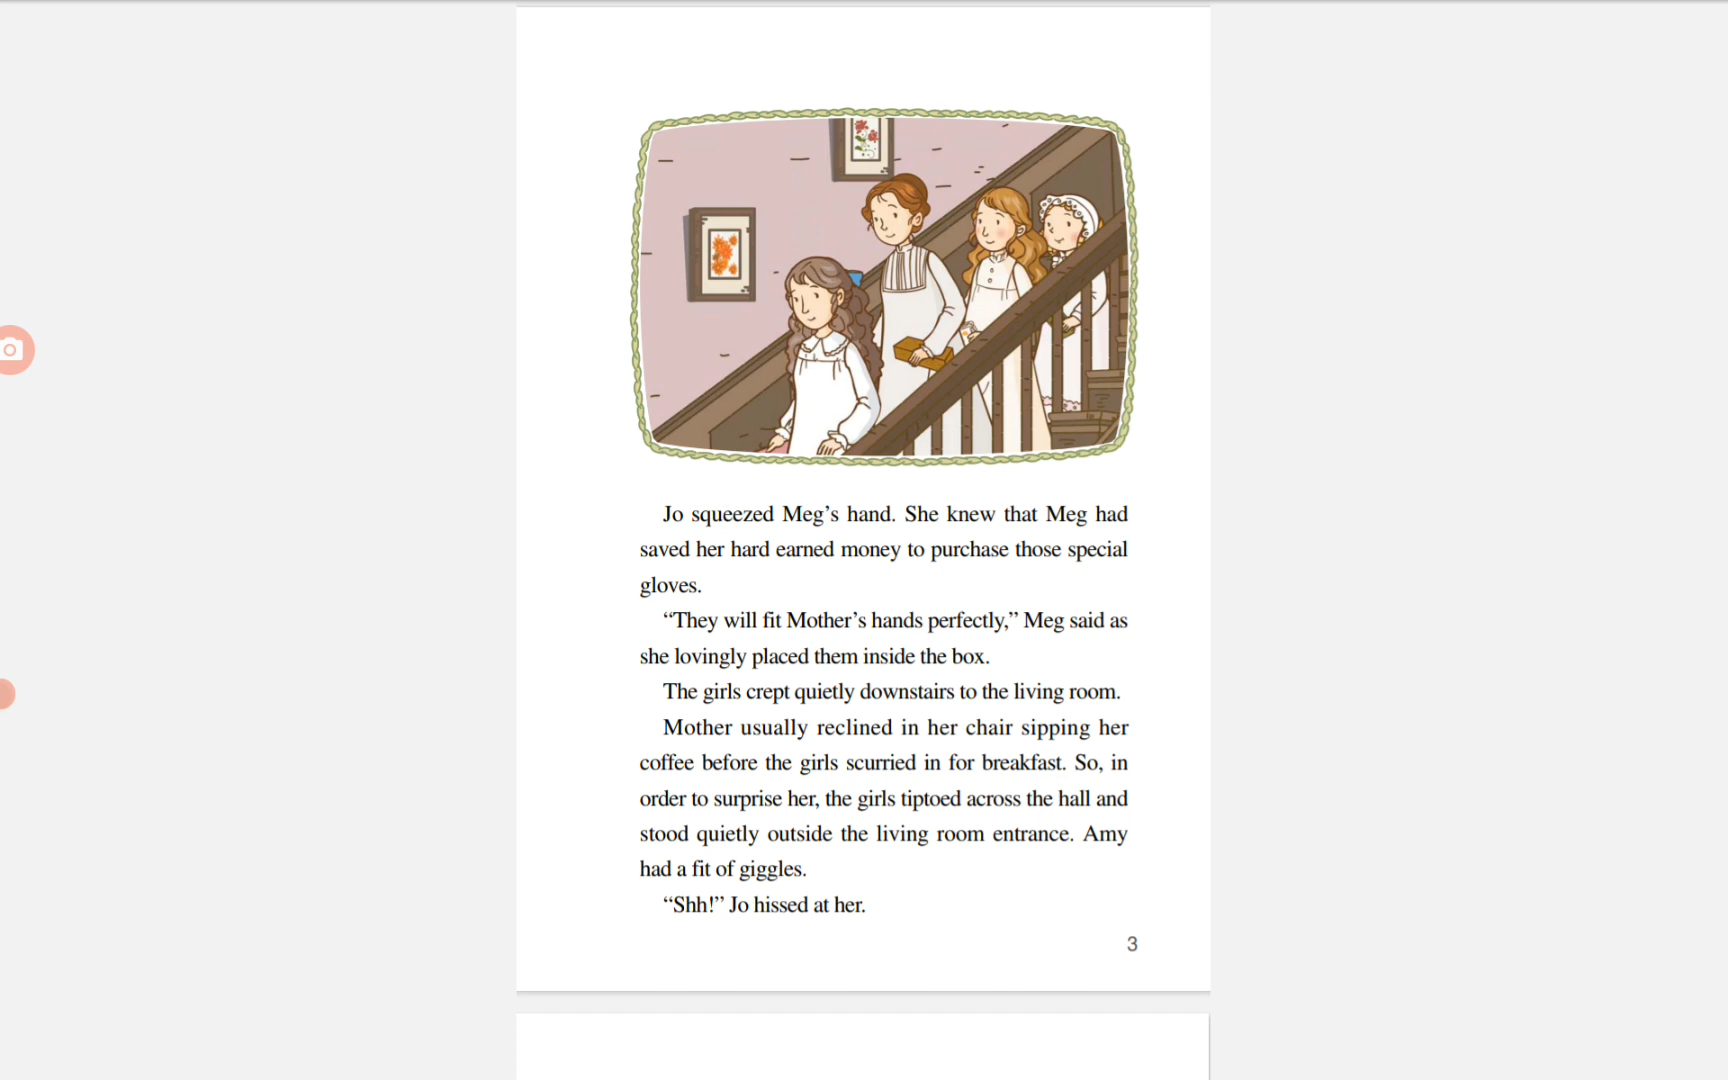 Jo squeezed Meg’s hand. She knew that Meg had
saved her hard earned money to purchase those special
gloves.
“They will fit Mother’s hands perfectly,” Meg said as
she lovingly placed them inside the box.
The girls crept quietly downstairs to the living room.
Mother usually reclined in her chair sipping her
coffee before the girls scurried in for breakfast. So, in
order to surprise her, the girls tiptoed across the hall and
stood quietly outside the living room entrance. Amy
had a fit of giggles.
“Shh!” Jo hissed at her.
3